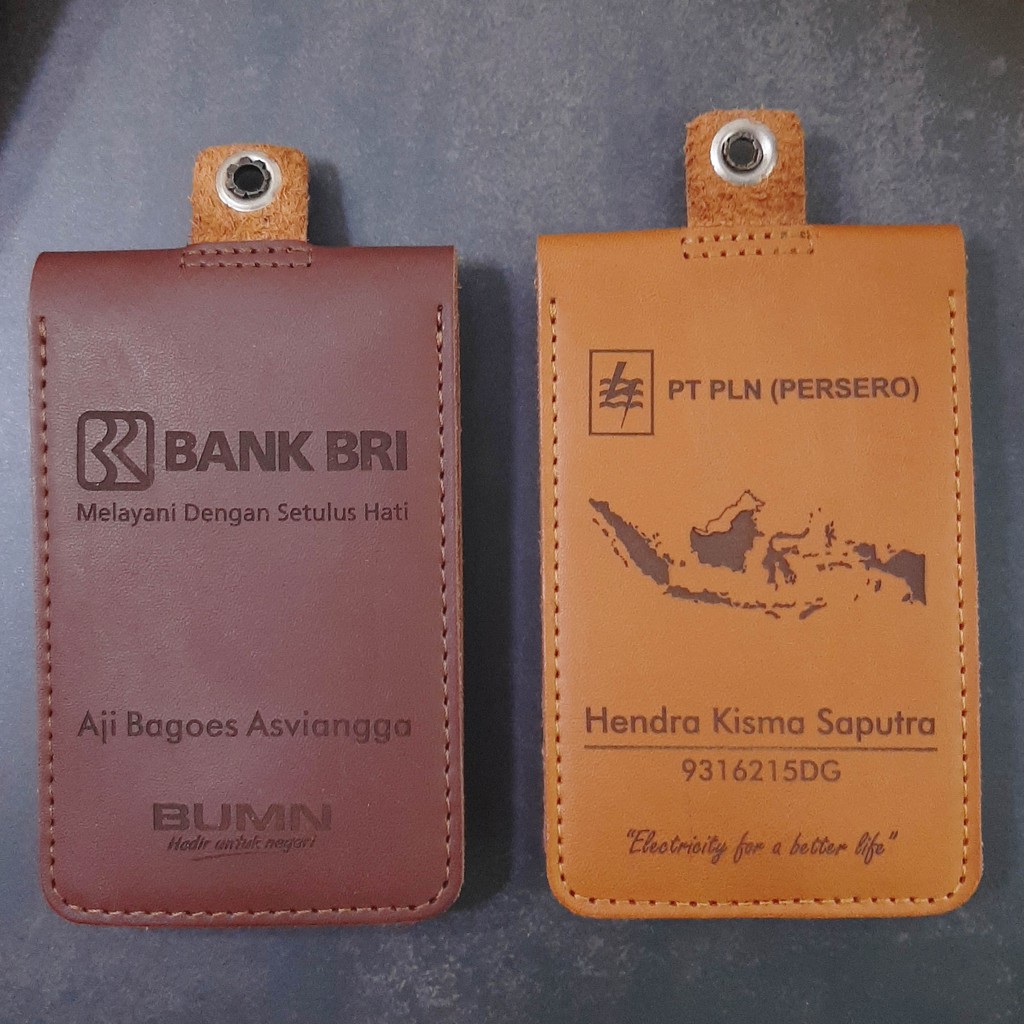 BANK BRI
Melayani Dengan Setulus Hati
Aji Bagoes Asviangga
BUMN
Hadir untuk negeri
PT PLN (PERSERO)
Hendra Kisma Saputra
9316215DG
"Electricity for a better life"